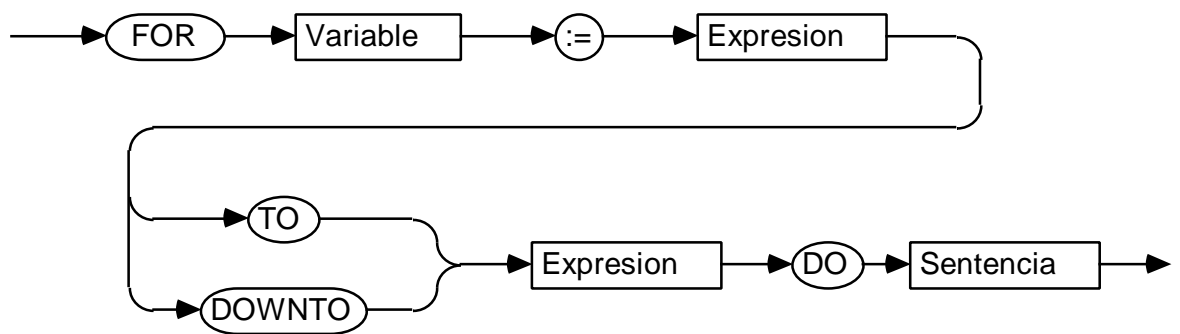 FOR Variable := Expresion
TO
Expresion DO Sentencia
DOWNTO